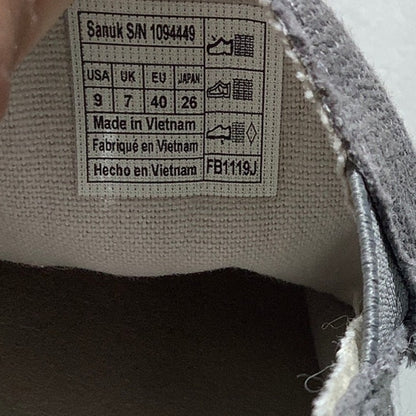 Sanuk S/N 1094449
USA UK EU JAPAN
9 7 40 26
Made in Vietnam
Fabriqué en Vietnam
Hecho en Vietnam FB1119J